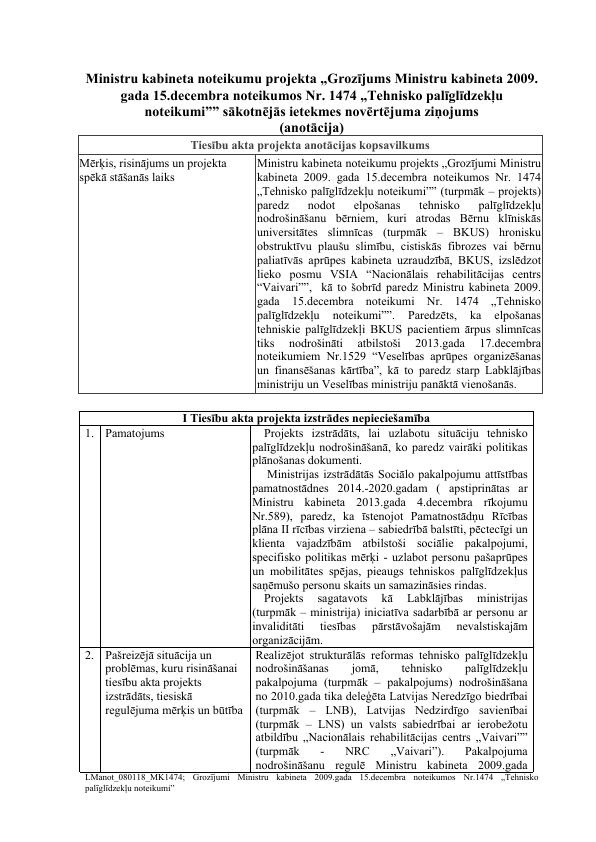 Ministru kabineta noteikumu projekta „Grozījums Ministru kabineta 2009.
gada 15.decembra noteikumos Nr. 1474 „Tehnisko palīglīdzekļu
noteikumi”” sākotnējās ietekmes novērtējuma ziņojums
(anotācija)
Tiesību akta projekta anotācijas kopsavilkums
Mērķis, risinājums un projekta
spēkā stāšanās laiks
Ministru kabineta noteikumu projekts „Grozījumi Ministru
kabineta 2009. gada 15.decembra noteikumos Nr. 1474
„Tehnisko palīglīdzekļu noteikumi”” (turpmāk – projekts)
paredz nodot elpošanas tehnisko palīglīdzekļu
nodrošināšanu bērniem, kuri atrodas Bērnu klīniskās
universitātes slimnīcas (turpmāk – BKUS) hronisku
obstruktīvu plaušu slimību, cistiskās fibrozes vai bērnu
paliatīvās aprūpes kabineta uzraudzībā, BKUS, izslēdzot
lieko posmu VSIA “Nacionālais rehabilitācijas centrs
“Vaivari””, kā to šobrīd paredz Ministru kabineta 2009.
gada 15.decembra noteikumi Nr. 1474 „Tehnisko
palīglīdzekļu noteikumi””. Paredzēts, ka elpošanas
tehniskie palīglīdzekļi BKUS pacientiem ārpus slimnīcas
tiks nodrošināti atbilstoši 2013.gada 17.decembra
noteikumiem Nr.1529 “Veselības aprūpes organizēšanas
un finansēšanas kārtība”, kā to paredz starp Labklājības
ministriju un Veselības ministriju panāktā vienošanās.
I Tiesību akta projekta izstrādes nepieciešamība
1. Pamatojums
Projekts izstrādāts, lai uzlabotu situāciju tehnisko
palīglīdzekļu nodrošināšanā, ko paredz vairāki politikas
plānošanas dokumenti.
Ministrijas izstrādātās Sociālo pakalpojumu attīstības
pamatnostādnes 2014.-2020.gadam ( apstiprinātas ar
Ministru kabineta 2013.gada 4.decembra rīkojumu
Nr.589), paredz, ka īstenojot Pamatnostādņu Rīcības
plāna II rīcības virziena – sabiedrībā balstīti, pēctecīgi un
klienta vajadzībām atbilstoši sociālie pakalpojumi,
specifisko politikas mērķi - uzlabot personu pašaprūpes
un mobilitātes spējas, pieaugs tehniskos palīglīdzekļus
saņēmušo personu skaits un samazināsies rindas.
Projekts sagatavots kā Labklājības ministrijas
(turpmāk – ministrija) iniciatīva sadarbībā ar personu ar
invaliditāti tiesības pārstāvošajām nevalstiskajām
organizācijām.
2. Pašreizējā situācija un
problēmas, kuru risināšanai
tiesību akta projekts
izstrādāts, tiesiskā
regulējuma mērķis un būtība
Realizējot strukturālās reformas tehnisko palīglīdzekļu
nodrošināšanas jomā, tehnisko palīglīdzekļu
pakalpojuma (turpmāk – pakalpojums) nodrošināšana
no 2010.gada tika deleģēta Latvijas Neredzīgo biedrībai
(turpmāk – LNB), Latvijas Nedzirdīgo savienībai
(turpmāk – LNS) un valsts sabiedrībai ar ierobežotu
atbildību „Nacionālais rehabilitācijas centrs „Vaivari””
(turpmāk - NRC „Vaivari”). Pakalpojuma
nodrošināšanu regulē Ministru kabineta 2009.gada
LManot_080118_MK1474; Grozījumi Ministru kabineta 2009.gada 15.decembra noteikumos Nr.1474 „Tehnisko
palīglīdzekļu noteikumi”